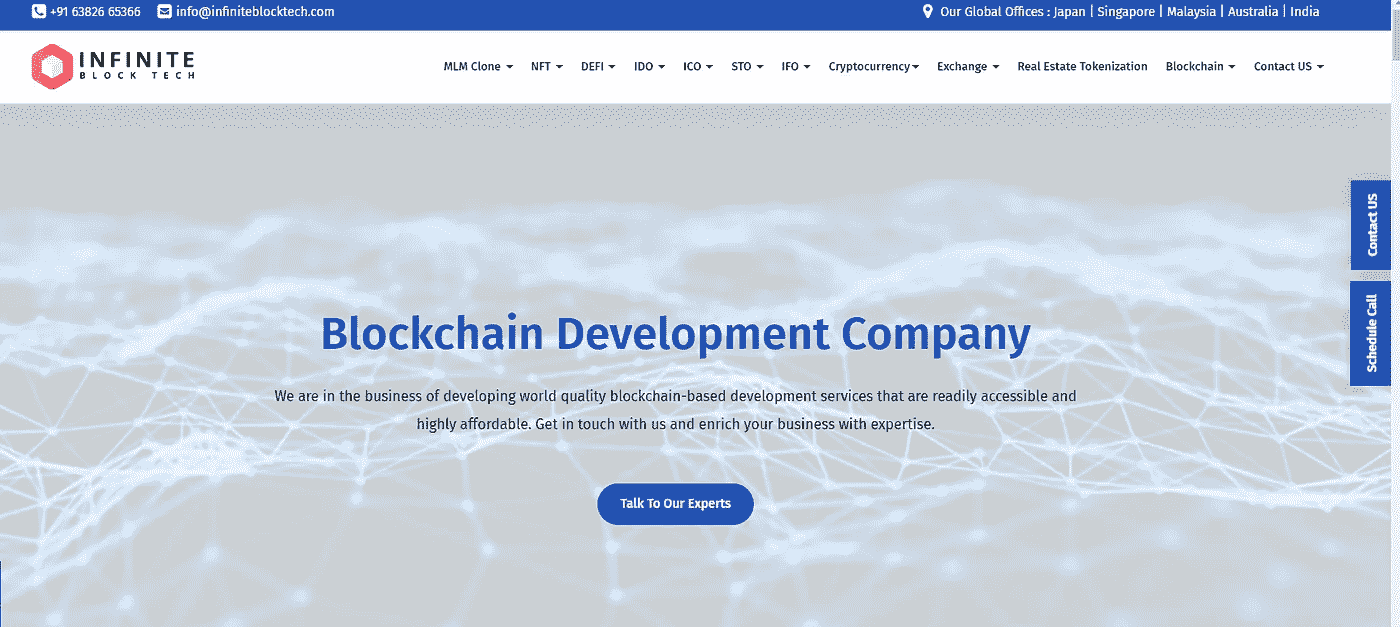 +91 63826 65366 info@infiniteblocktech.com Our Global Offices : Japan | Singapore | Malaysia | Australia | India
INFINITE
BLOCK TECH
MLM Clone NFT DEFI IDO ICO STO IFO Cryptocurrency Exchange Real Estate Tokenization Blockchain Contact US
Contact US
Schedule Call
Blockchain Development Company
We are in the business of developing world quality blockchain-based development services that are readily accessible and
highly affordable. Get in touch with us and enrich your business with expertise.
Talk To Our Experts